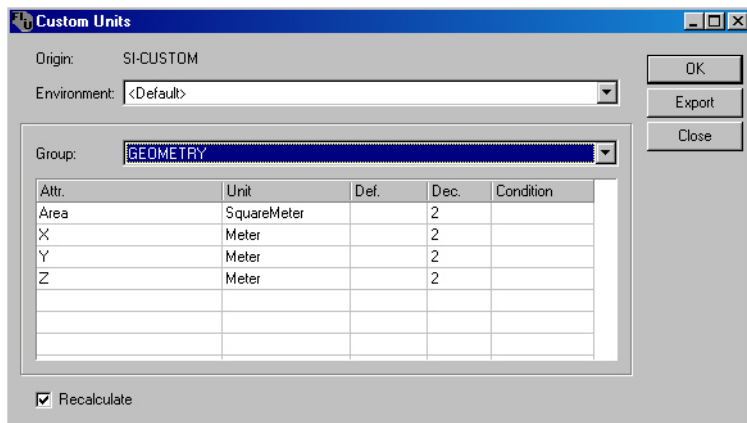 Custom Units
Origin: SI-CUSTOM
OK
Environment: <Default>
Export
Close
Group: GEOMETRY
Attr. Unit Def. Dec. Condition
Area SquareMeter 2
X Meter 2
Y Meter 2
Z Meter 2
Recalculate